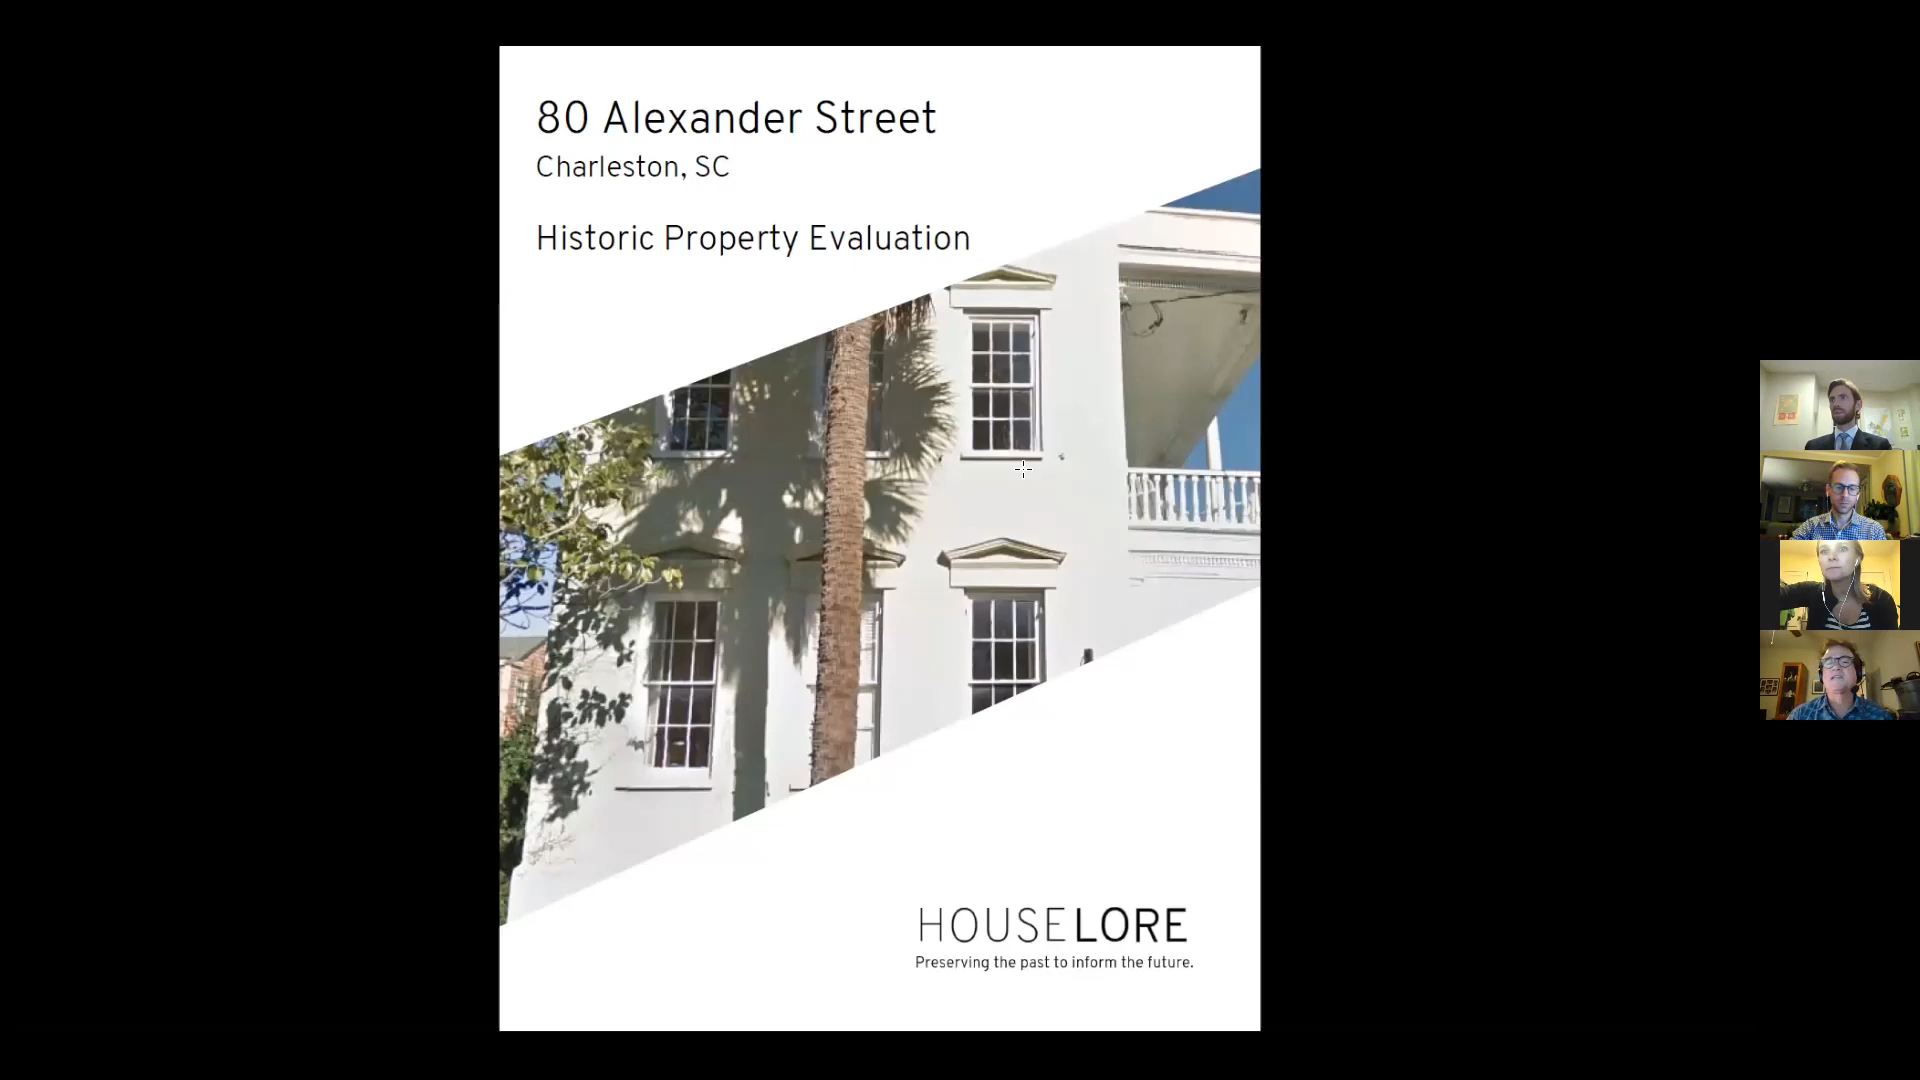 80 Alexander Street
Charleston, SC
Historic Property Evaluation
HOUSELORE
Preserving the past to inform the future.